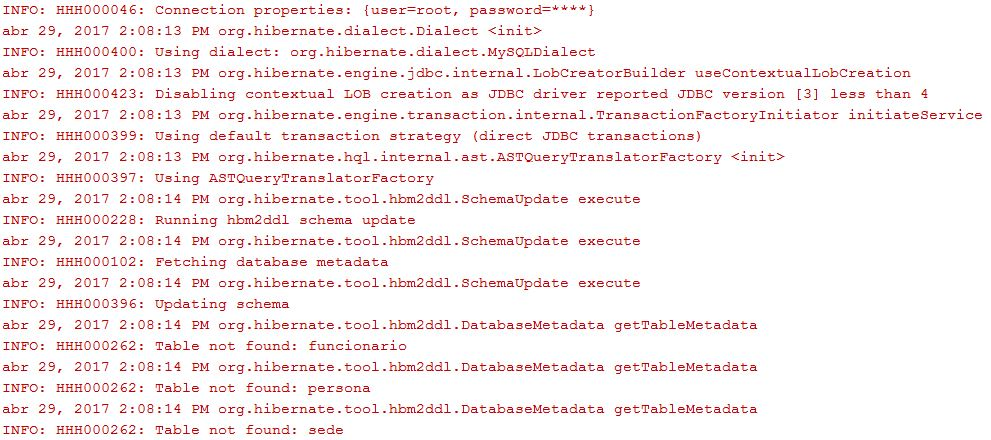 INFO: HHH000046: Connection properties: {user=root, password=****}
abr 29, 2017 2:08:13 PM org.hibernate.dialect.Dialect <init>
INFO: HHH000400: Using dialect: org.hibernate.dialect.MySQLDialect
abr 29, 2017 2:08:13 PM org.hibernate.engine.jdbc.internal.LobCreatorBuilder useContextualLobCreation
INFO: HHH000423: Disabling contextual LOB creation as JDBC driver reported JDBC version [3] less than 4
abr 29, 2017 2:08:13 PM org.hibernate.engine.transaction.internal.TransactionFactoryInitiator initiateService
INFO: HHH000399: Using default transaction strategy (direct JDBC transactions)
abr 29, 2017 2:08:13 PM org.hibernate.hql.internal.ast.ASTQueryTranslatorFactory <init>
INFO: HHH000397: Using ASTQueryTranslatorFactory
abr 29, 2017 2:08:14 PM org.hibernate.tool.hbm2ddl.SchemaUpdate execute
INFO: HHH000228: Running hbm2ddl schema update
abr 29, 2017 2:08:14 PM org.hibernate.tool.hbm2ddl.SchemaUpdate execute
INFO: HHH000102: Fetching database metadata
abr 29, 2017 2:08:14 PM org.hibernate.tool.hbm2ddl.SchemaUpdate execute
INFO: HHH000396: Updating schema
abr 29, 2017 2:08:14 PM org.hibernate.tool.hbm2ddl.DatabaseMetadata getTableMetadata
INFO: HHH000262: Table not found: funcionario
abr 29, 2017 2:08:14 PM org.hibernate.tool.hbm2ddl.DatabaseMetadata getTableMetadata
INFO: HHH000262: Table not found: persona
abr 29, 2017 2:08:14 PM org.hibernate.tool.hbm2ddl.DatabaseMetadata getTableMetadata
INFO: HHH000262: Table not found: sede